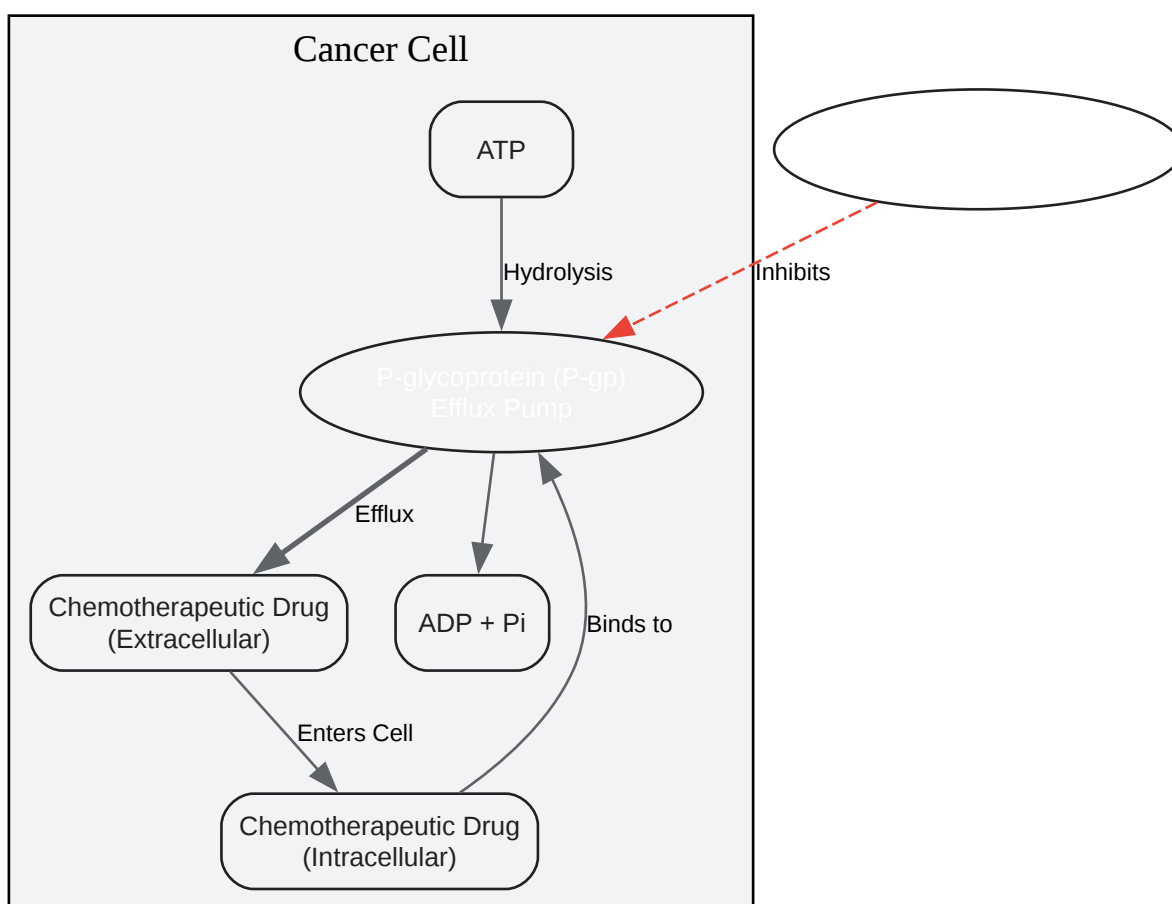 Cancer Cell
ATP
Hydrolysis
Inhibits
P-glycoprotein (P-gp)
Efflux Pump
Efflux
Chemotherapeutic Drug
(Extracellular)
ADP + Pi
Binds to
Enters Cell
Chemotherapeutic Drug
(Intracellular)